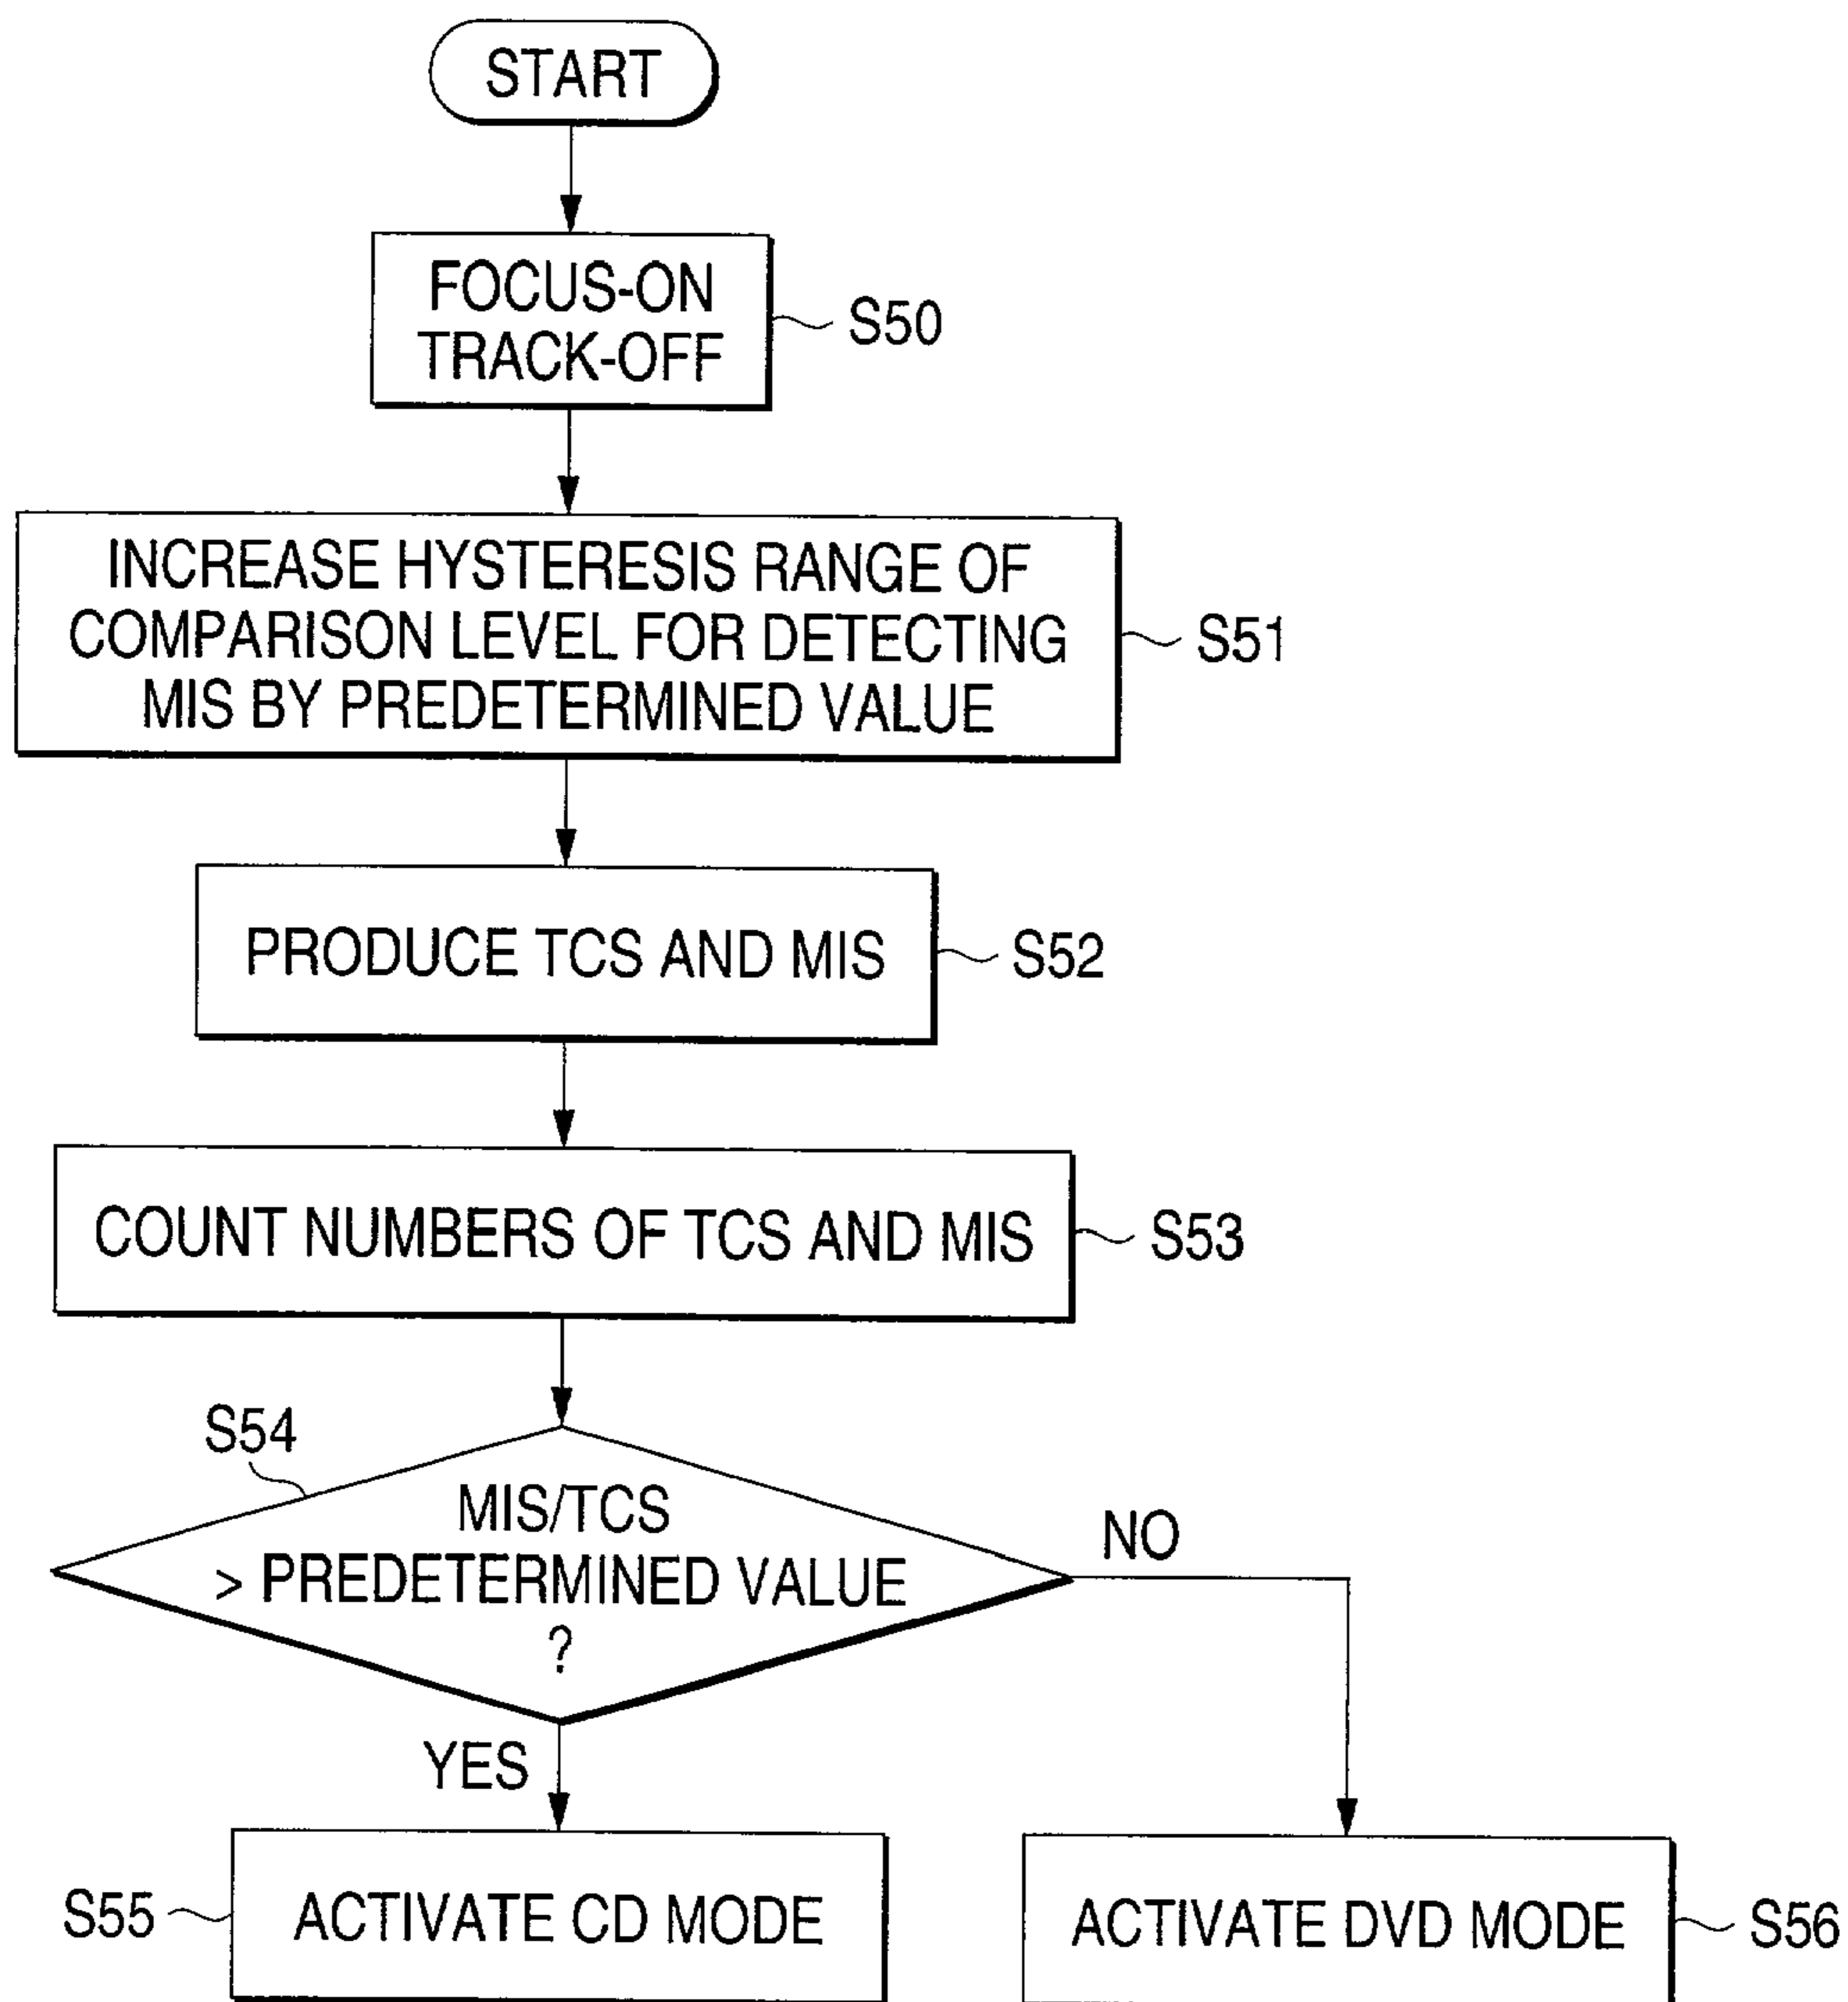 START
FOCUS-ON
TRACK-OFF
S50
INCREASE HYSTERESIS RANGE OF
COMPARISON LEVEL FOR DETECTING
MIS BY PREDETERMINED VALUE
S51
PRODUCE TCS AND MIS
S52
COUNT NUMBERS OF TCS AND MIS
S53
S54
MIS/TCS
> PREDETERMINED VALUE
?
NO
YES
S55
ACTIVATE CD MODE
ACTIVATE DVD MODE
S56